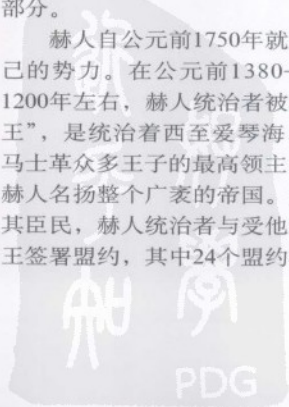 部分。
赫人自公元前1750年就
己的势力。在公元前1380-
1200年左右，赫人统治者被
王”，是统治着西至爱琴海
马士革众多王子的最高领主
赫人名扬整个广袤的帝国。
其臣民，赫人统治者与受他
王签署盟约，其中24个盟约
PDG